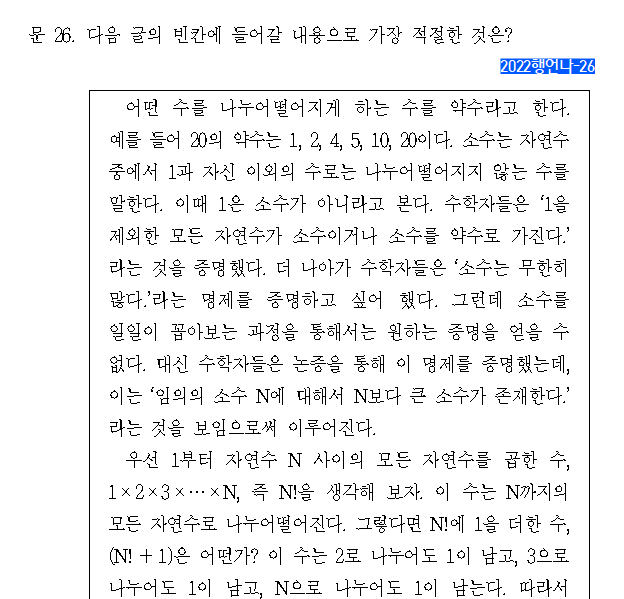 문 26. 다음 글의 빈칸에 들어갈 내용으로 가장 적절한 것은?
2022행언나-26
어떤 수를 나누어떨어지게 하는 수를 약수라고 한다.
예를 들어 20의 약수는 1, 2, 4, 5, 10, 20이다. 소수는 자연수
중에서 1과 자신 이외의 수로는 나누어떨어지지 않는 수를
말한다. 이때 1은 소수가 아니라고 본다. 수학자들은 ‘1을
제외한 모든 자연수가 소수이거나 소수를 약수로 가진다.’
라는 것을 증명했다. 더 나아가 수학자들은 ‘소수는 무한히
많다.’라는 명제를 증명하고 싶어 했다. 그런데 소수를
일일이 꼽아보는 과정을 통해서는 원하는 증명을 얻을 수
없다. 대신 수학자들은 논증을 통해 이 명제를 증명했는데,
이는 ‘임의의 소수 N에 대해서 N보다 큰 소수가 존재한다.’
라는 것을 보임으로써 이루어진다.
우선 1부터 자연수 N 사이의 모든 자연수를 곱한 수,
1×2×3×⋯×N, 즉 N!을 생각해 보자. 이 수는 N까지의
모든 자연수로 나누어떨어진다. 그렇다면 N!에 1을 더한 수,
(N! + 1)은 어떤가? 이 수는 2로 나누어도 1이 남고, 3으로
나누어도 1이 남고, N으로 나누어도 1이 남는다. 따라서